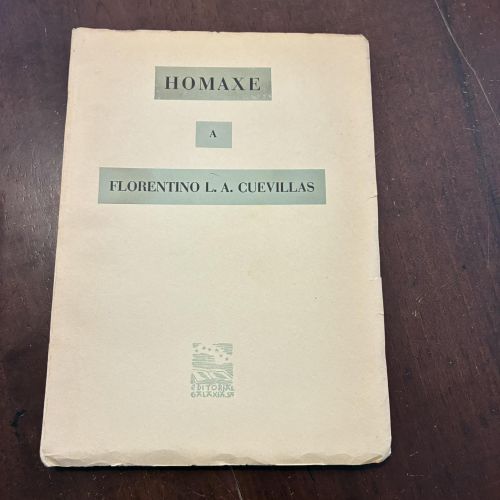 HOMAXE
A
FLORENTINO L. A. CUEVILLAS
EDITORIAL
GALAXIA, SA